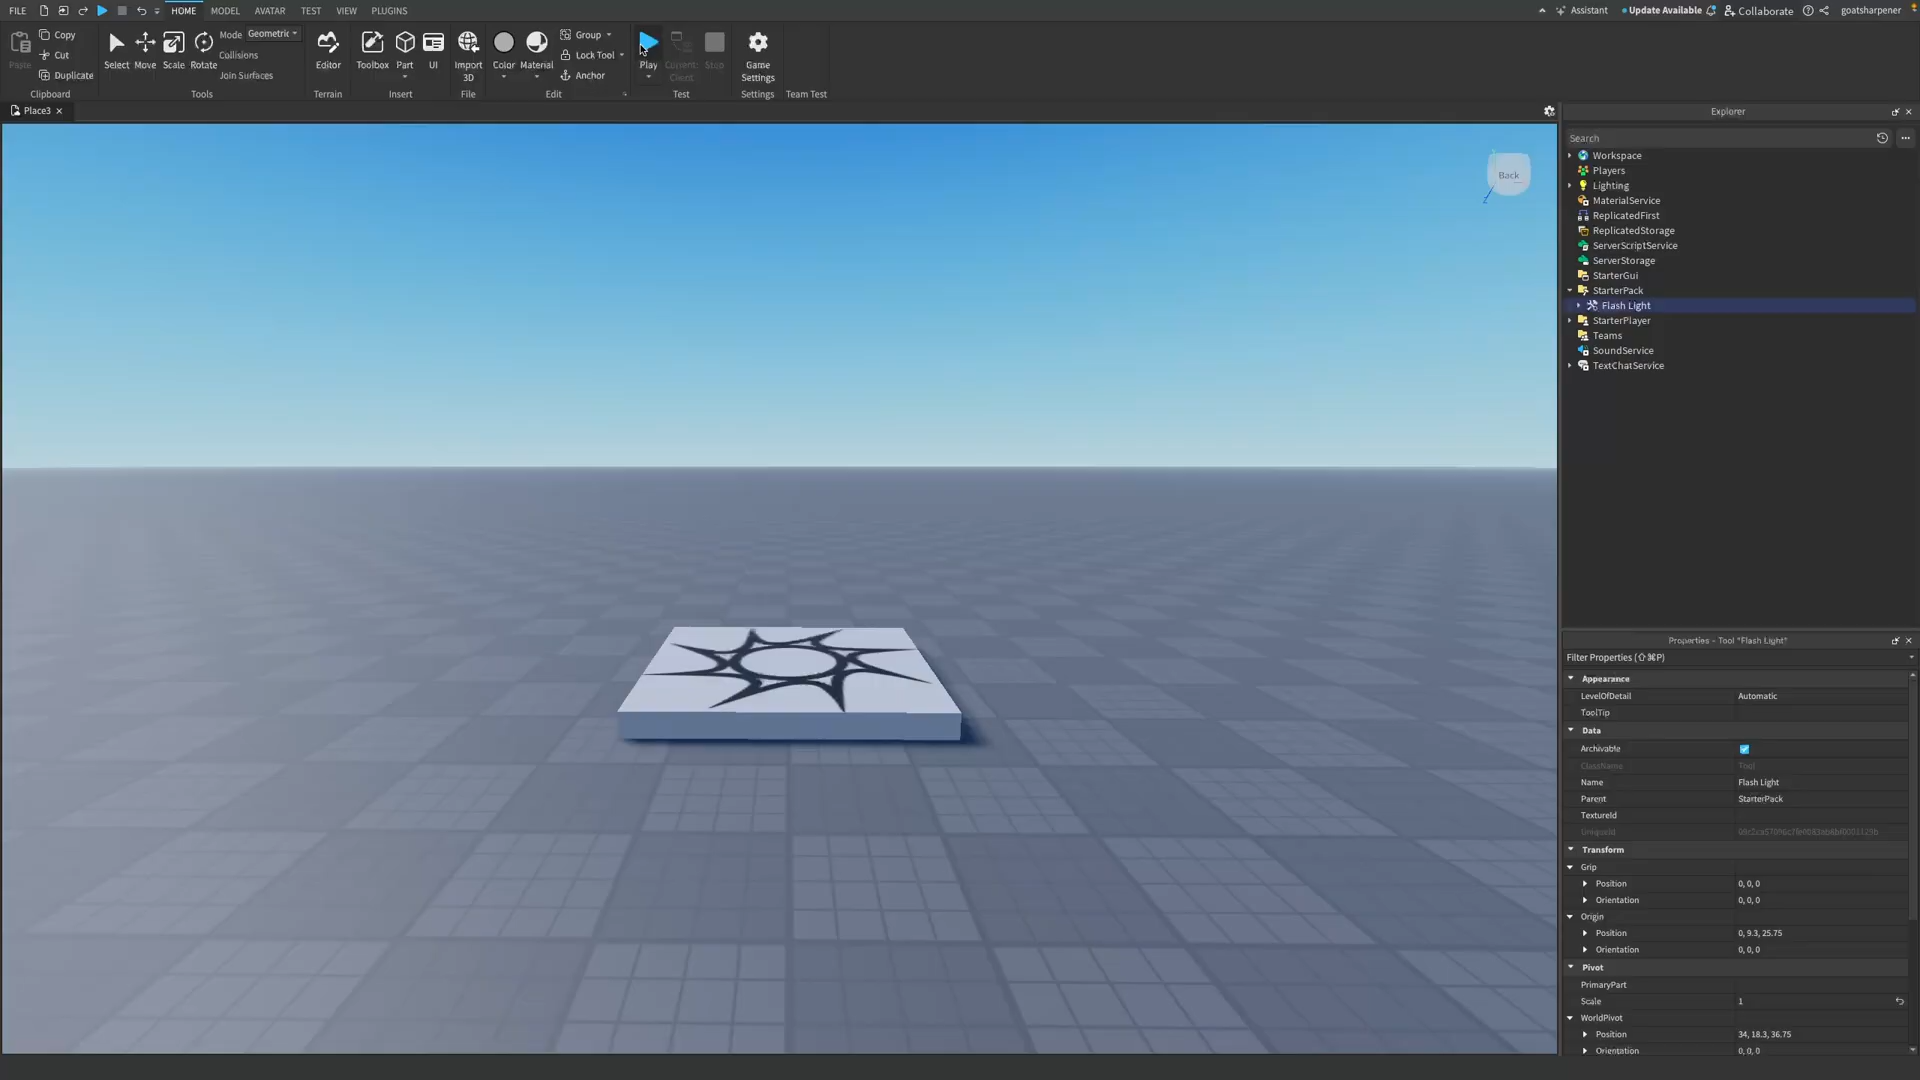 FILE HOME MODEL AVATAR TEST VIEW PLUGINS Assistant Update Available Collaborate goatsharpener
Copy Mode Geometric Group
Cut Collisions Lock Tool
Paste Duplicate Select Move Scale Rotate Join Surfaces Editor Toolbox Part UI Import 3D Color Material Anchor Play Current: Client Stop Game Settings
Clipboard Tools Terrain Insert File Edit Test Settings Team Test
Place3 Explorer
Search
Workspace
Players
Lighting
MaterialService
ReplicatedFirst
ReplicatedStorage
ServerScriptService
ServerStorage
StarterGui
StarterPack
Flash Light
StarterPlayer
Teams
SoundService
TextChatService
Back
Z
Properties - Tool "Flash Light"
Filter Properties (⇧⌘P)
Appearance
LevelOfDetail Automatic
ToolTip
Data
Archivable
ClassName Tool
Name Flash Light
Parent StarterPack
TextureId
UniqueId
Transform
Grip
Position 0, 0, 0
Orientation 0, 0, 0
Origin
Position 0, 9.3, 25.75
Orientation 0, 0, 0
Pivot
PrimaryPart
Scale 1
WorldPivot
Position 34, 18.3, 36.75
Orientation 0, 0, 0